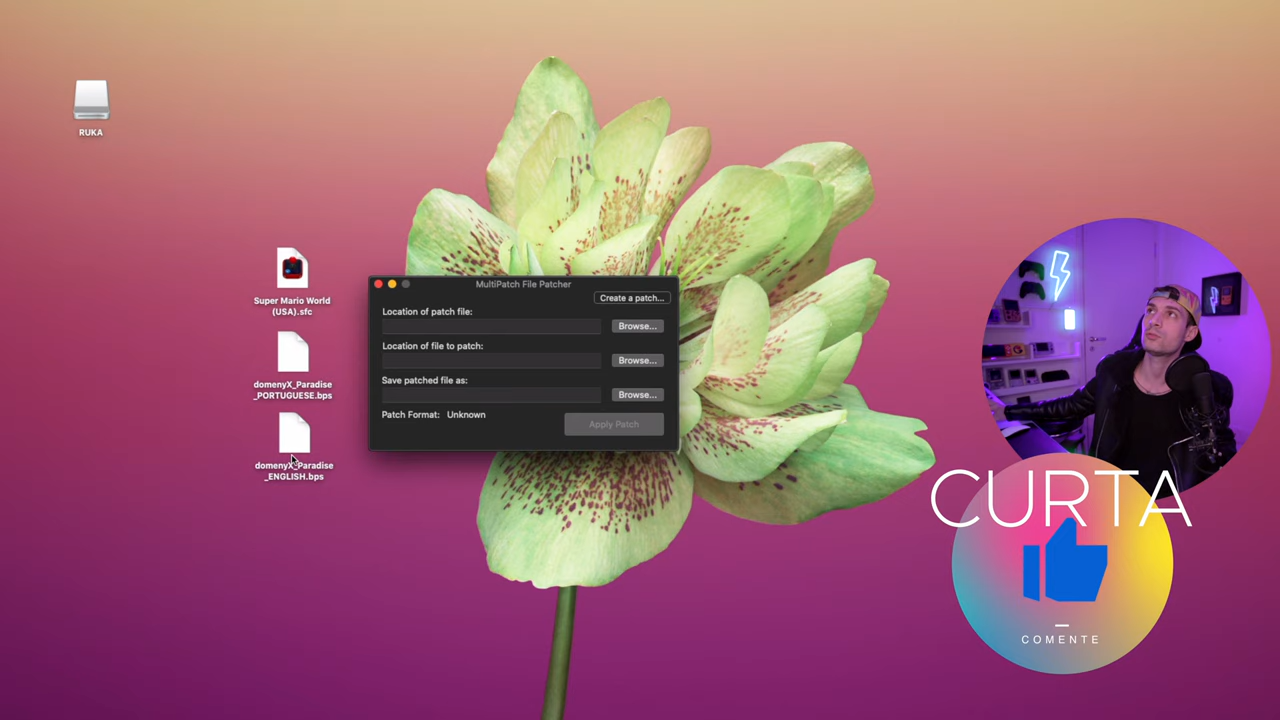 RUKA
Super Mario World
(USA).sfc
domenyX_Paradise
_PORTUGUESE.bps
domenyX_Paradise
_ENGLISH.bps
MultiPatch File Patcher
Create a patch...
Location of patch file:
Browse...
Location of file to patch:
Browse...
Save patched file as:
Browse...
Patch Format: Unknown
Apply Patch
CURTA
COMENTE